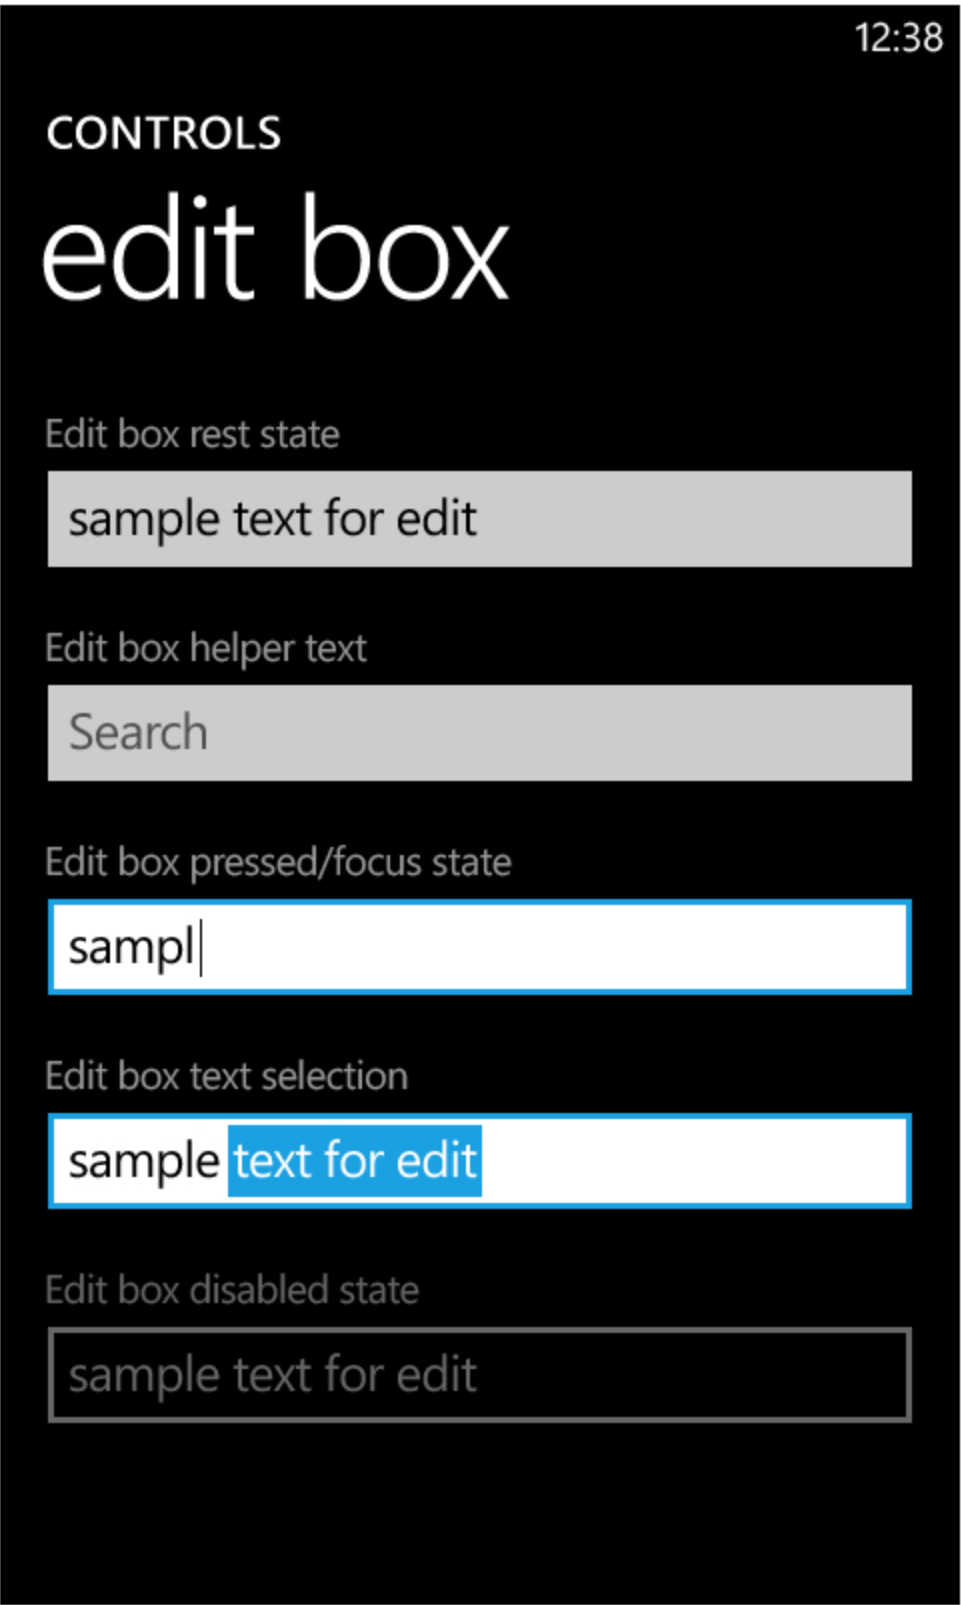 12:38
CONTROLS
edit box
Edit box rest state
sample text for edit
Edit box helper text
Search
Edit box pressed/focus state
sampl
Edit box text selection
sample text for edit
Edit box disabled state
sample text for edit